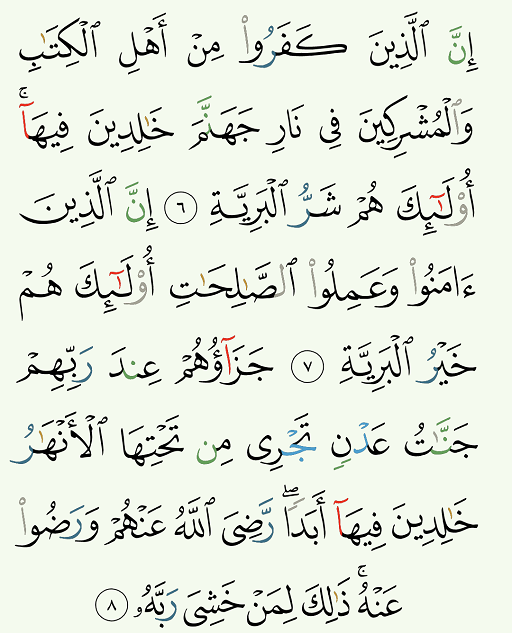 إِنَّ ٱلَّذِينَ كَفَرُوا۟ مِنْ أَهْلِ ٱلْكِتَـٰبِ
وَٱلْمُشْرِكِينَ فِى نَارِ جَهَنَّمَ خَـٰلِدِينَ فِيهَآ ۚ
أُو۟لَـٰٓئِكَ هُمْ شَرُّ ٱلْبَرِيَّةِ ٦ إِنَّ ٱلَّذِينَ
ءَامَنُوا۟ وَعَمِلُوا۟ ٱلصَّـٰلِحَـٰتِ أُو۟لَـٰٓئِكَ هُمْ
خَيْرُ ٱلْبَرِيَّةِ ٧ جَزَآؤُهُمْ عِندَ رَبِّهِمْ
جَنَّـٰتُ عَدْنٍ تَجْرِى مِن تَحْتِهَا ٱلْأَنْهَـٰرُ
خَـٰلِدِينَ فِيهَآ أَبَدًا ۖ رَّضِىَ ٱللَّهُ عَنْهُمْ وَرَضُوا۟
عَنْهُ ۚ ذَٰلِكَ لِمَنْ خَشِىَ رَبَّهُۥ ٨